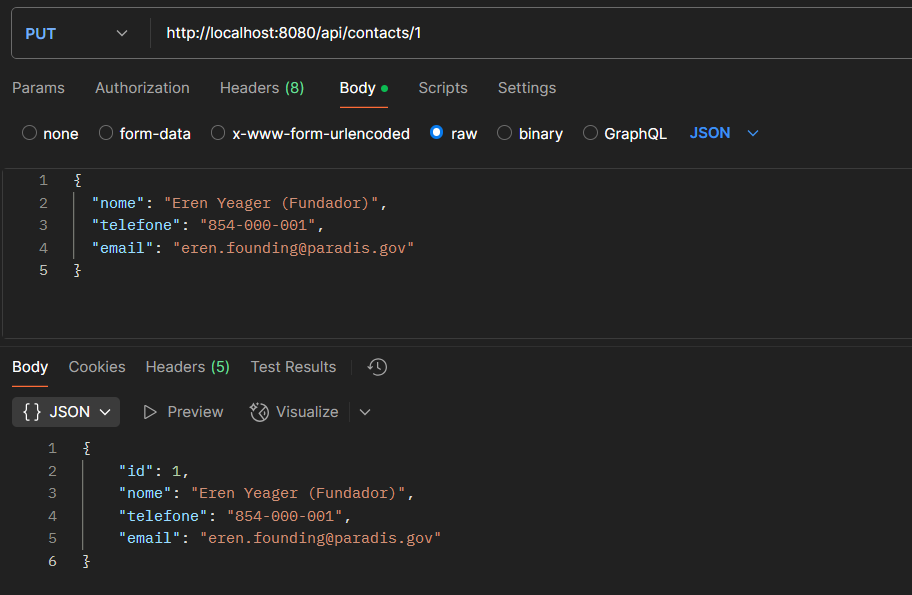 PUT http://localhost:8080/api/contacts/1
Params Authorization Headers (8) Body Scripts Settings
none form-data x-www-form-urlencoded raw binary GraphQL JSON
1 {
2 "nome": "Eren Yeager (Fundador)",
3 "telefone": "854-000-001",
4 "email": "eren.founding@paradis.gov"
5 }
Body Cookies Headers (5) Test Results
{} JSON Preview Visualize
1 {
2 "id": 1,
3 "nome": "Eren Yeager (Fundador)",
4 "telefone": "854-000-001",
5 "email": "eren.founding@paradis.gov"
6 }